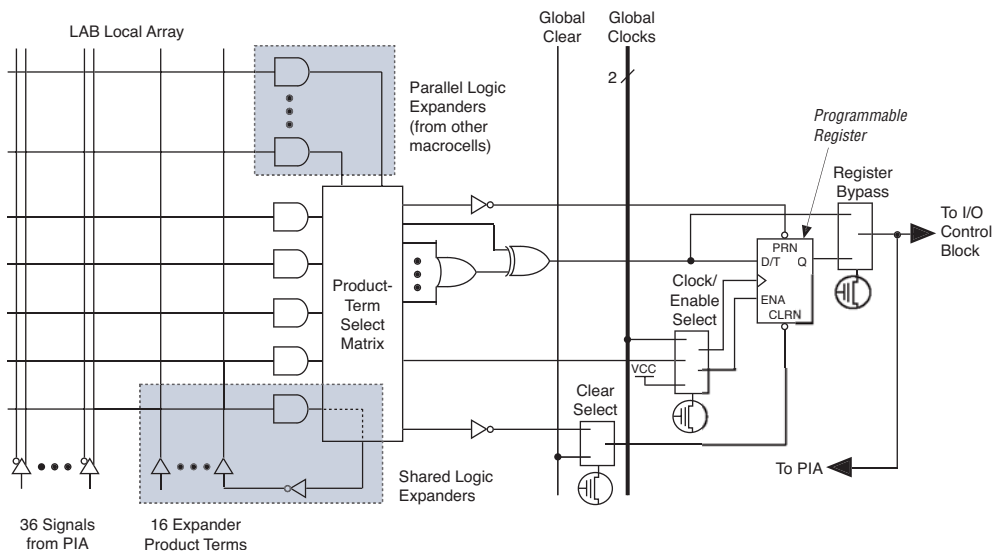 LAB Local Array
Global
Clear
Global
Clocks
2
Parallel Logic
Expanders
(from other
macrocells)
Programmable
Register
Register
Bypass
To I/O
Control
Block
PRN
D/T Q
ENA
CLRN
Product-
Term
Select
Matrix
Clock/
Enable
Select
VCC
Clear
Select
To PIA
Shared Logic
Expanders
36 Signals
from PIA
16 Expander
Product Terms